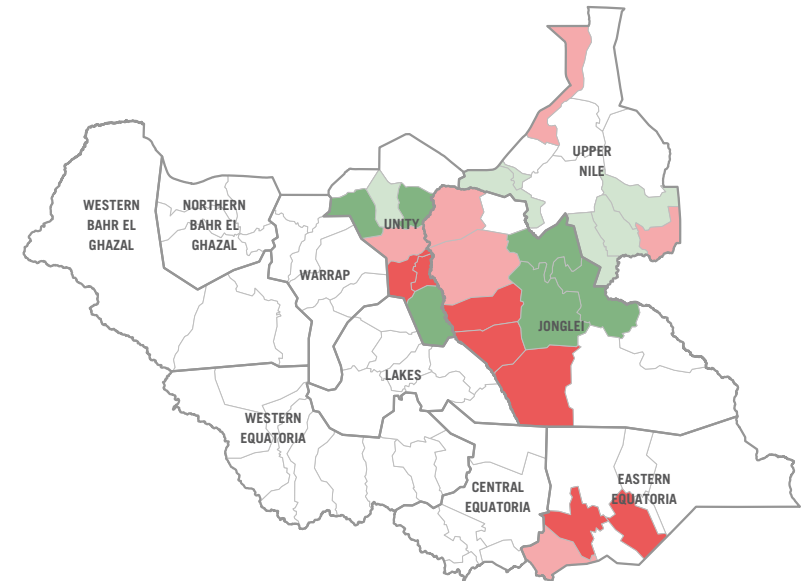 UPPER
NILE
WESTERN
BAHR EL
GHAZAL
NORTHERN
BAHR EL
GHAZAL
UNITY
WARRAP
JONGLEI
LAKES
WESTERN
EQUATORIA
CENTRAL
EQUATORIA
EASTERN
EQUATORIA